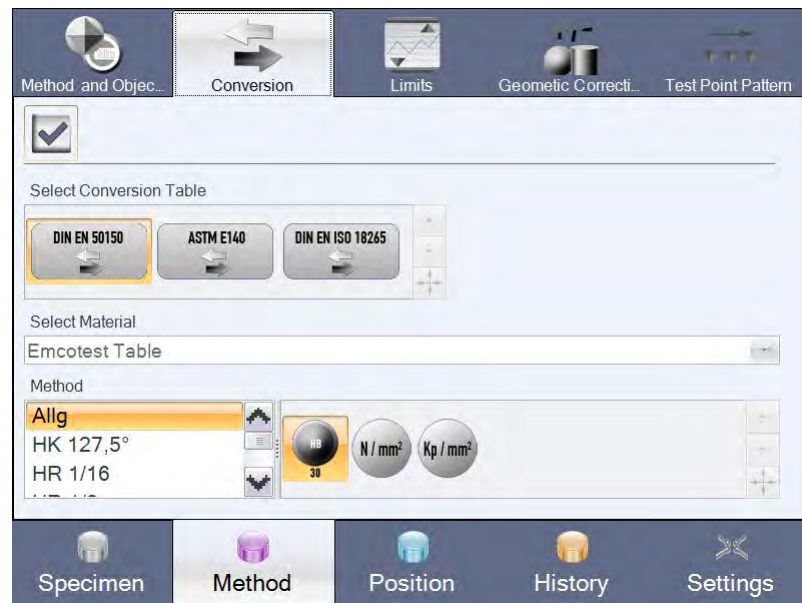 Method and Objec...
Conversion
Limits
Geometic Correcti...
Test Point Pattern
Select Conversion Table
DIN EN 50150
ASTM E140
DIN EN ISO 18265
Select Material
Emcotest Table
Method
Allg
HK 127,5°
HR 1/16
HB
30
N / mm²
Kp / mm²
Specimen
Method
Position
History
Settings